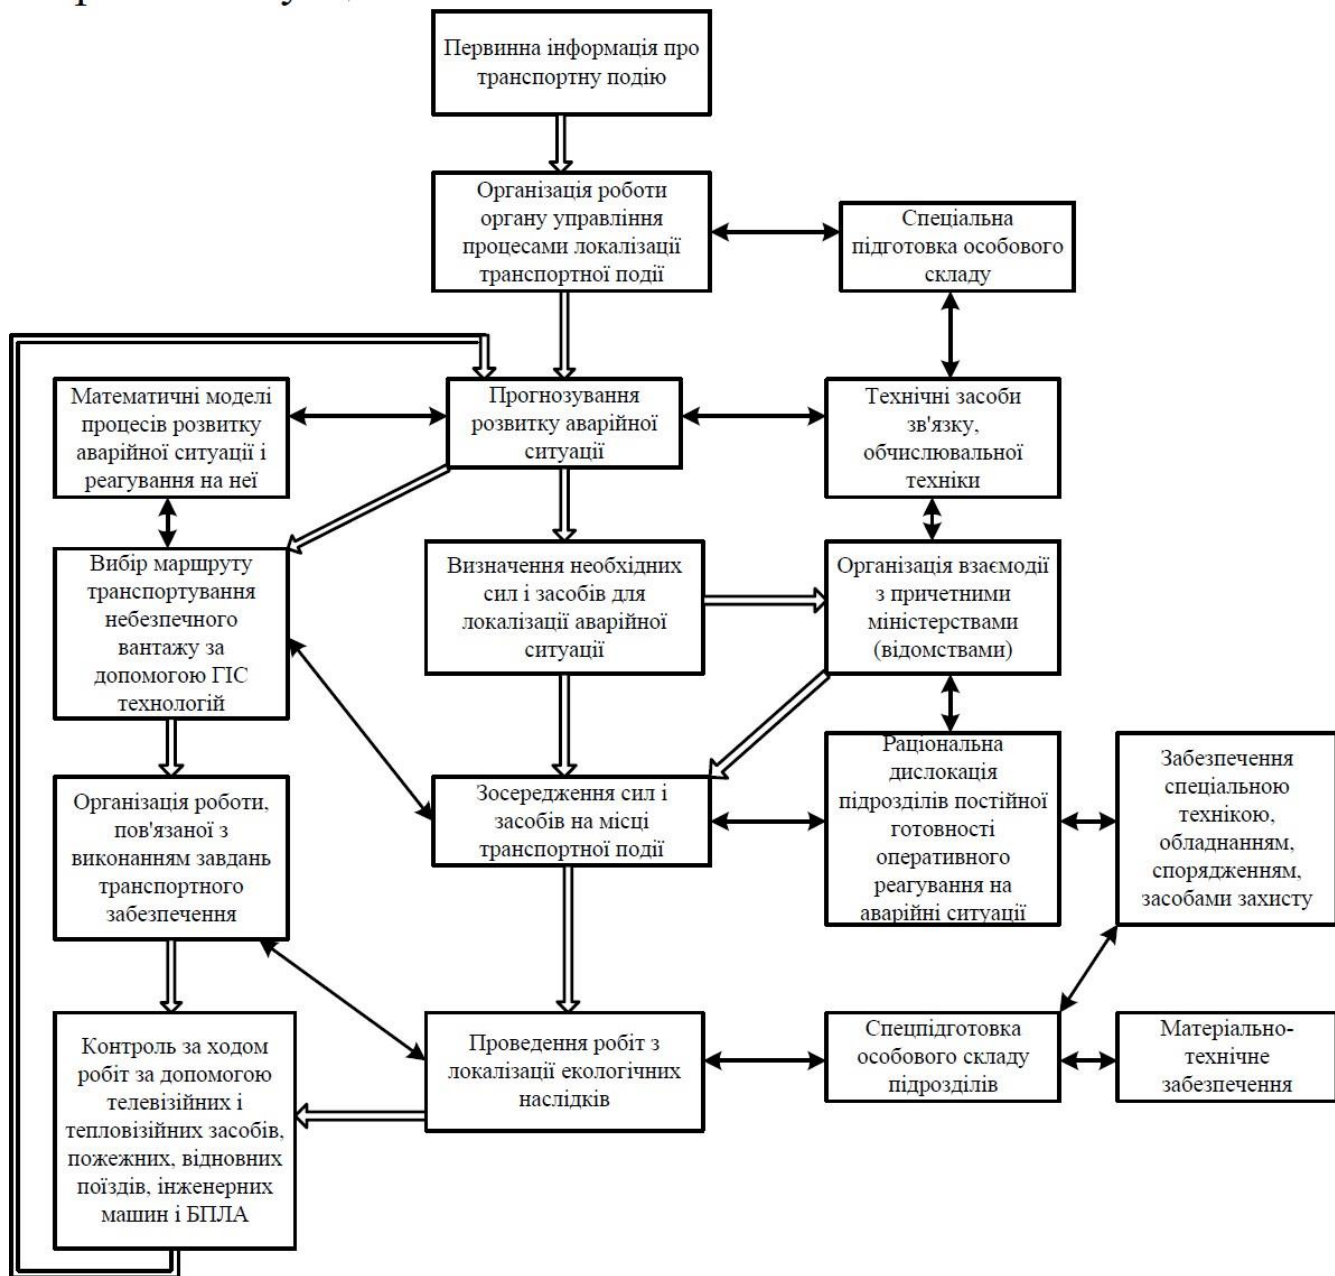 Первинна інформація про
транспортну подію
Організація роботи
органу управління
процесами локалізації
транспортної події
Спеціальна
підготовка особового
складу
Математичні моделі
процесів розвитку
аварійної ситуації і
реагування на неї
Прогнозування
розвитку аварійної
ситуації
Технічні засоби
зв'язку,
обчислювальної
техніки
Вибір маршруту
транспортування
небезпечного
вантажу за
допомогою ГІС
технологій
Визначення необхідних
сил і засобів для
локалізації аварійної
ситуації
Організація взаємодії
з причетними
міністерствами
(відомствами)
Організація роботи,
пов'язаної з
виконанням завдань
транспортного
забезпечення
Зосередження сил і
засобів на місці
транспортної події
Раціональна
дислокація
підрозділів постійної
готовності
оперативного
реагування на
аварійні ситуації
Забезпечення
спеціальною
технікою,
обладнанням,
спорядженням,
засобами захисту
Контроль за ходом
робіт за допомогою
телевізійних і
тепловізійних засобів,
пожежних, відновних
поїздів, інженерних
машин і БПЛА
Проведення робіт з
локалізації екологічних
наслідків
Спецпідготовка
особового складу
підрозділів
Матеріально-
технічне
забезпечення